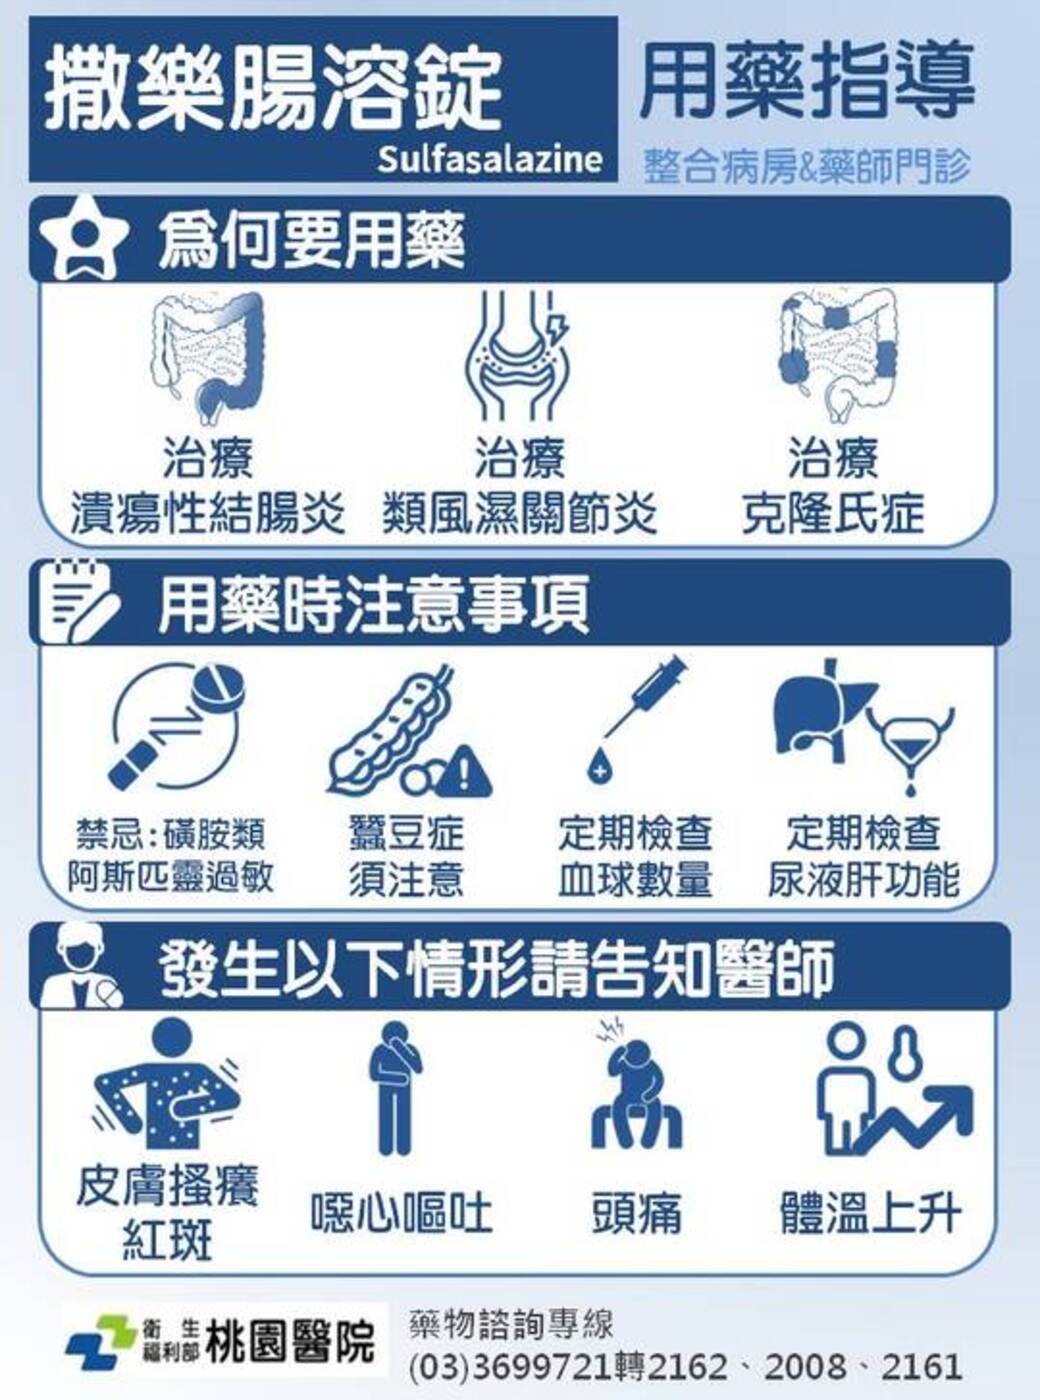 撒樂腸溶錠
Sulfasalazine
用藥指導
整合病房&藥師門診
為何要用藥
治療
潰瘍性結腸炎
治療
類風濕關節炎
治療
克隆氏症
用藥時注意事項
禁忌:磺胺類
阿斯匹靈過敏
蠶豆症
須注意
定期檢查
血球數量
定期檢查
尿液肝功能
發生以下情形請告知醫師
皮膚搔癢
紅斑
噁心嘔吐
頭痛
體溫上升
衛生
福利部
桃園醫院
藥物諮詢專線
(03)3699721轉2162、2008、2161